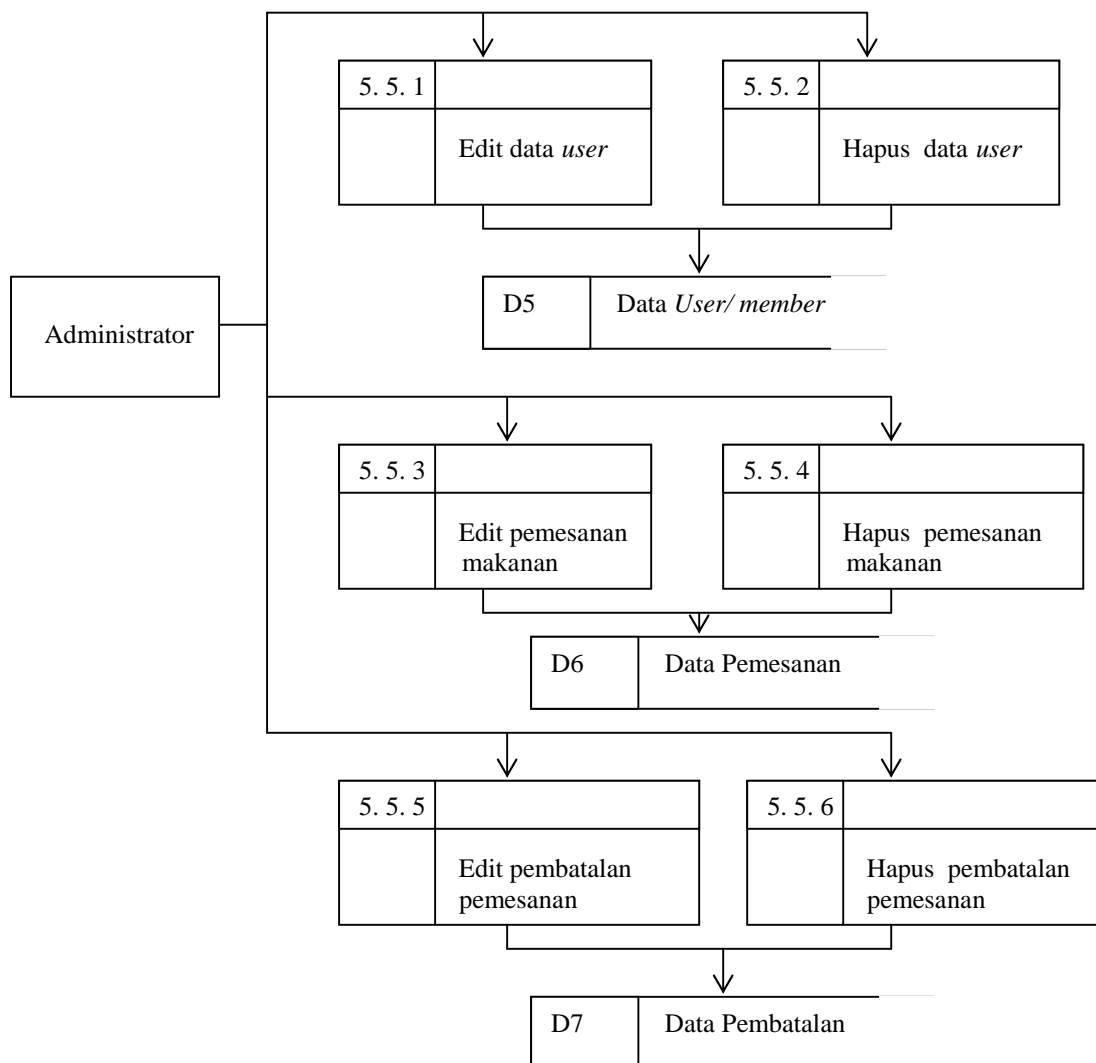 5. 5. 1
5. 5. 2
Edit data user
Hapus data user
Administrator
D5
Data User/ member
5. 5. 3
5. 5. 4
Edit pemesanan
makanan
Hapus pemesanan
makanan
D6
Data Pemesanan
5. 5. 5
5. 5. 6
Edit pembatalan
pemesanan
Hapus pembatalan
pemesanan
D7
Data Pembatalan